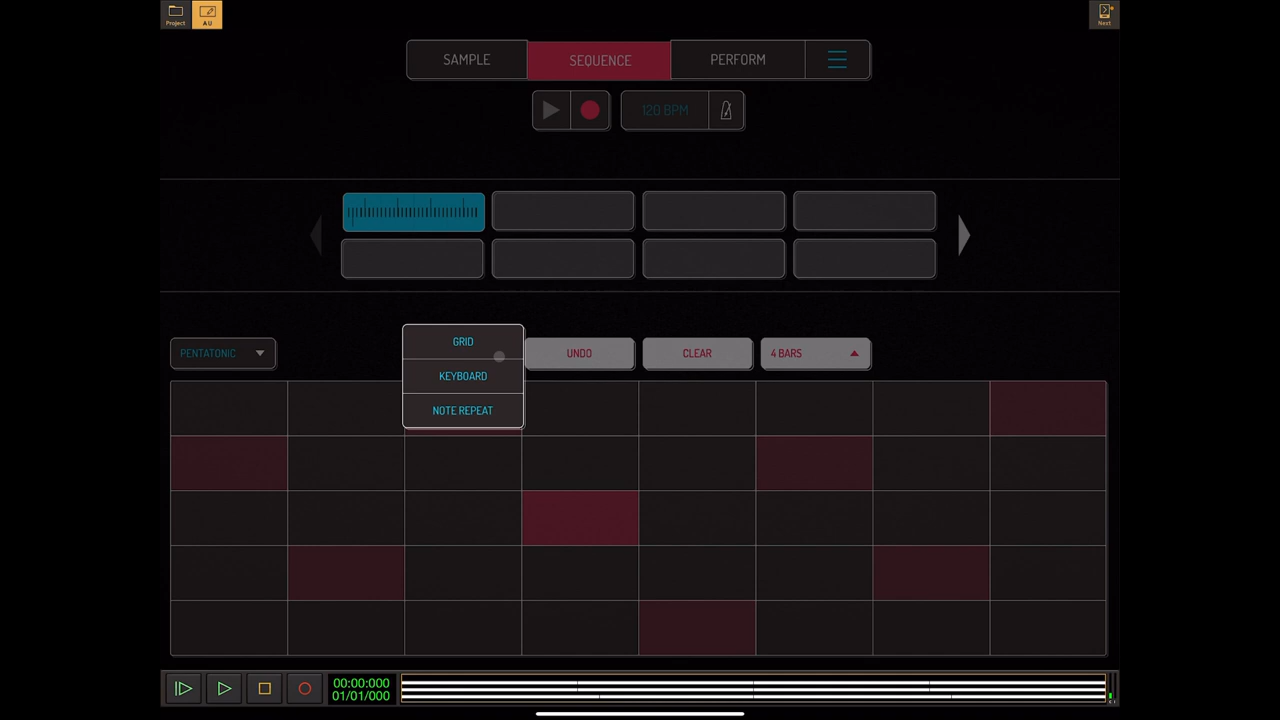 Project
AU
Next
SAMPLE
SEQUENCE
PERFORM
120 BPM
GRID
PENTATONIC
UNDO
CLEAR
4 BARS
KEYBOARD
NOTE REPEAT
00:00:000
01/01/000